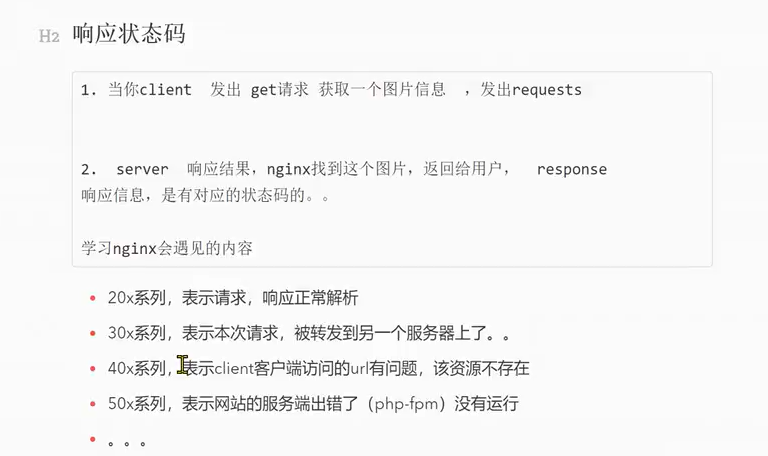 H2 响应状态码
1. 当你client 发出 get请求 获取一个图片信息 ，发出requests
2. server 响应结果，nginx找到这个图片，返回给用户， response
响应信息，是有对应的状态码的。。
学习nginx会遇见的内容
• 20x系列，表示请求，响应正常解析
• 30x系列，表示本次请求，被转发到另一个服务器上了。。
• 40x系列，表示client客户端访问的url有问题，该资源不存在
• 50x系列，表示网站的服务端出错了（php-fpm）没有运行
• 。。。